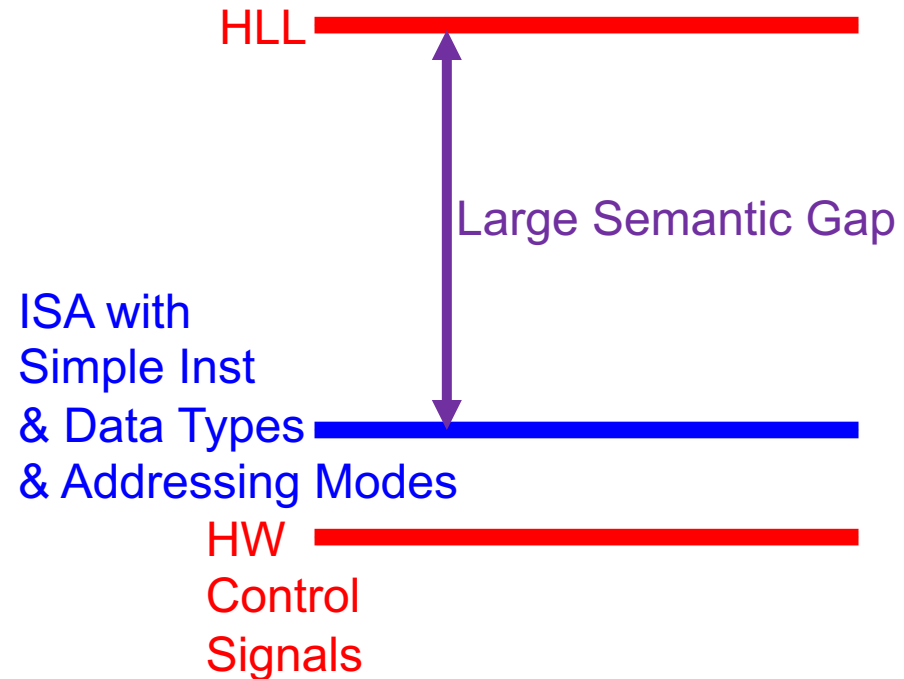 HLL
Large Semantic Gap
ISA with
Simple Inst
& Data Types
& Addressing Modes
HW
Control
Signals